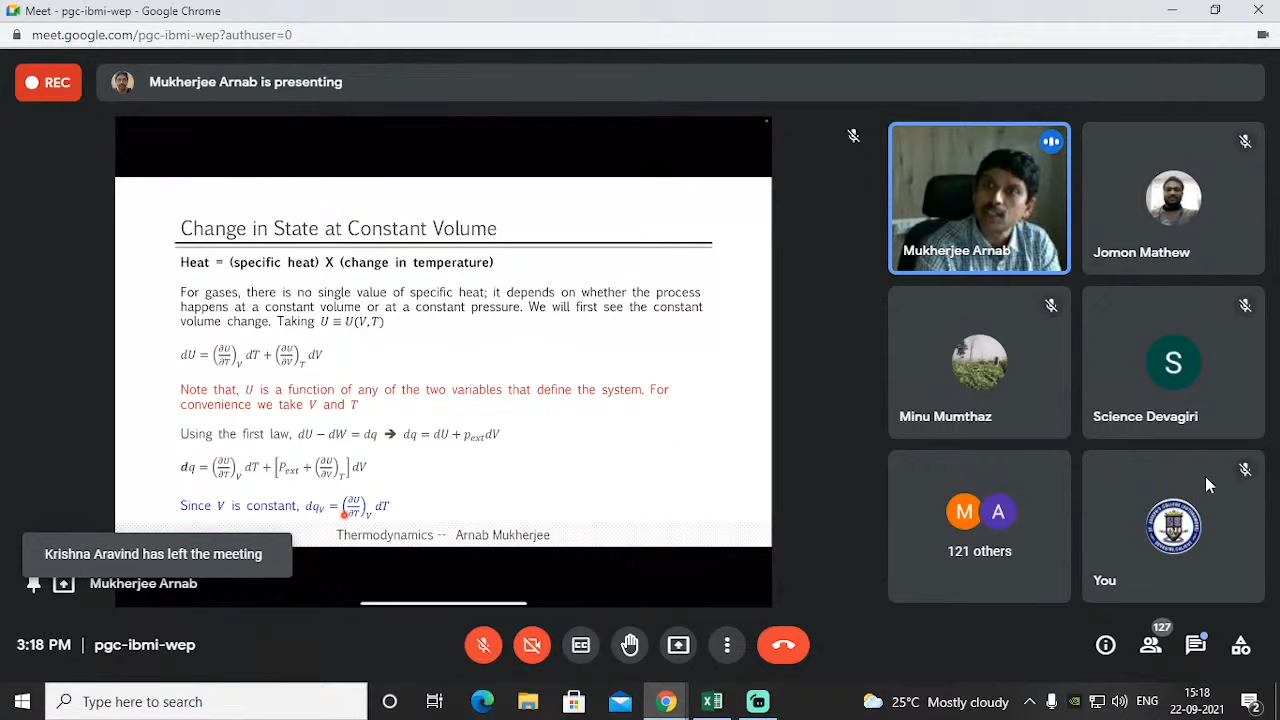 Meet - pgc-ibmi-wep - Google Chrome
meet.google.com/pgc-ibmi-wep?authuser=0
REC
Mukherjee Arnab is presenting
Change in State at Constant Volume
Heat = (specific heat) X (change in temperature)
For gases, there is no single value of specific heat; it depends on whether the process
happens at a constant volume or at a constant pressure. We will first see the constant
volume change. Taking U ≡ U(V,T)
dU = (∂U/∂T)_V dT + (∂U/∂V)_T dV
Note that, U is a function of any of the two variables that define the system. For
convenience we take V and T
Using the first law, dU − dW = dq ➔ dq = dU + p_ext dV
dq = (∂U/∂T)_V dT + [P_ext + (∂U/∂V)_T] dV
Since V is constant, dq_V = (∂U/∂T)_V dT
Thermodynamics -- Arnab Mukherjee
Mukherjee Arnab
Jomon Mathew
Minu Mumthaz
S
Science Devagiri
M A
121 others
You
Krishna Aravind has left the meeting
Mukherjee Arnab
3:18 PM | pgc-ibmi-wep
CC
127
Type here to search
25°C Mostly cloudy
ENG
15:18
22-09-2021
2